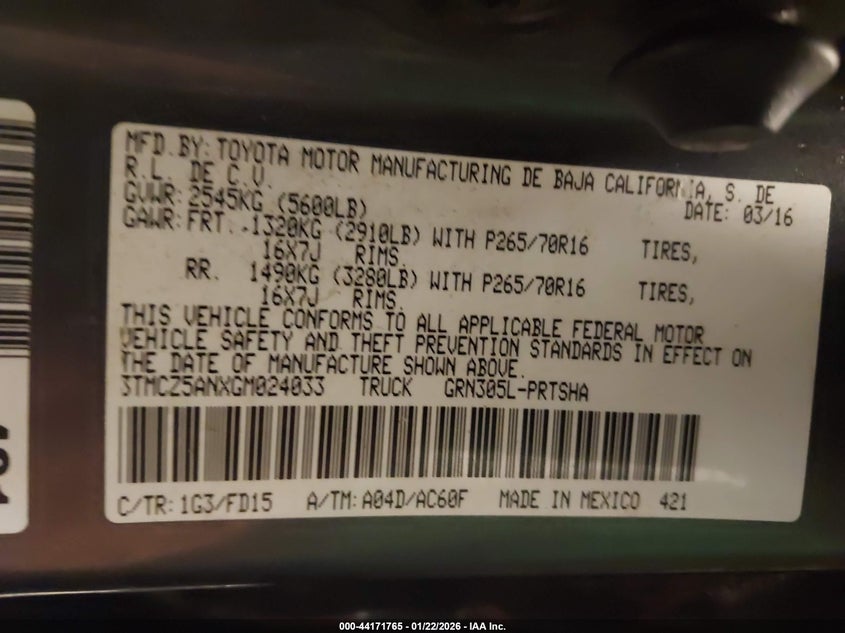 MFD.BY: TOYOTA MOTOR MANUFACTURING DE BAJA CALIFORNIA, S. DE
R.L. DE C.V. DATE: 03/16
GVWR: 2545KG (5600LB)
GAWR: FRT. 1320KG (2910LB) WITH P265/70R16 TIRES,
16X7J RIMS.
RR. 1490KG (3280LB) WITH P265/70R16 TIRES,
16X7J RIMS.
THIS VEHICLE CONFORMS TO ALL APPLICABLE FEDERAL MOTOR
VEHICLE SAFETY AND THEFT PREVENTION STANDARDS IN EFFECT ON
THE DATE OF MANUFACTURE SHOWN ABOVE.
3TMCZ5ANXGM024033 TRUCK GRN305L-PRTSHA
C/TR: 1G3/FD15 A/TM: A04D/AC60F MADE IN MEXICO 421
000-44171765 - 01/22/2026 - IAA Inc.